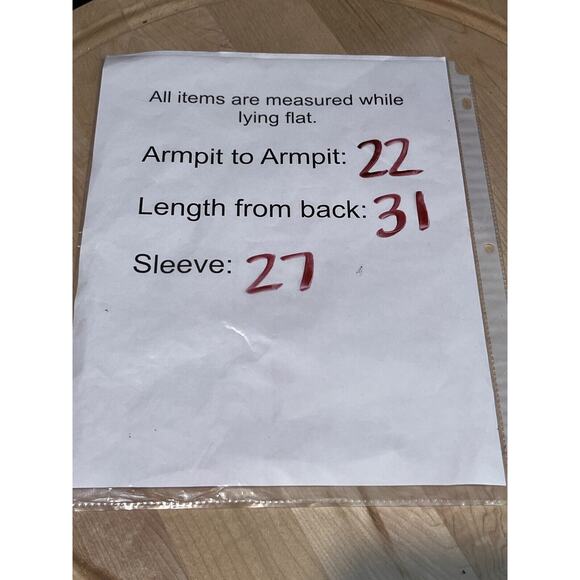 All items are measured while
lying flat.
Armpit to Armpit: 22
Length from back: 31
Sleeve: 27